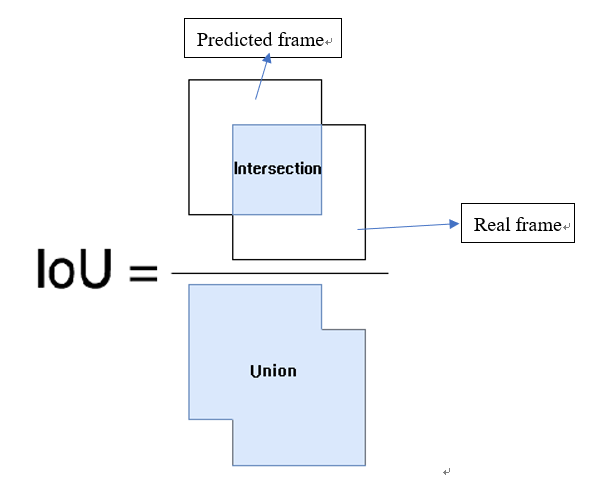 Predicted frame
Intersection
Real frame
IoU =
Union